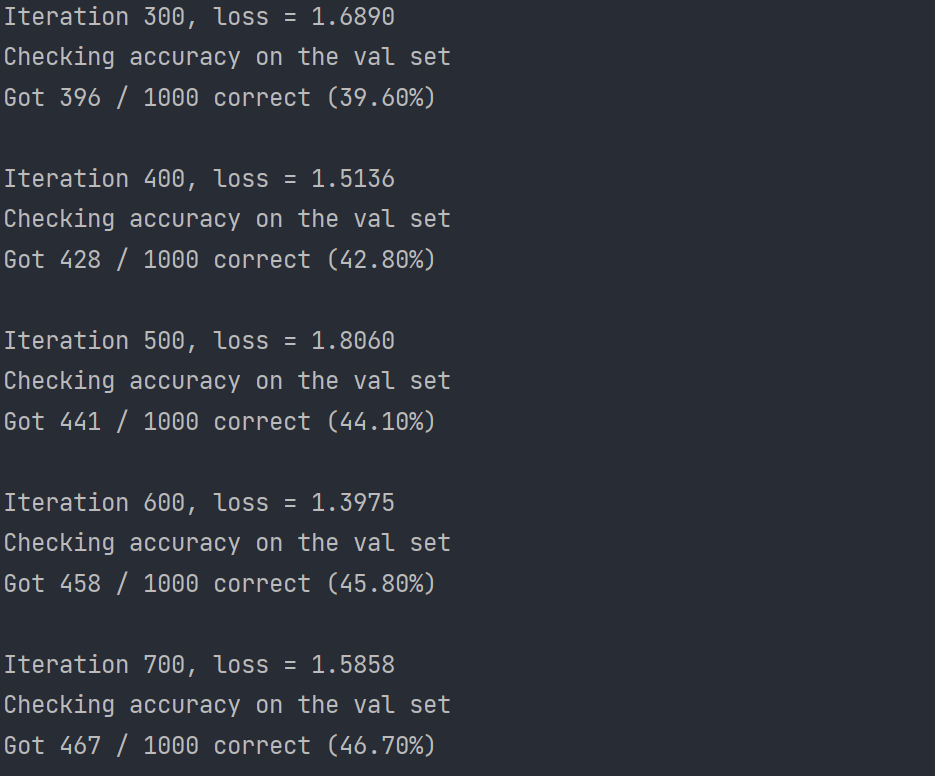 Iteration 300, loss = 1.6890
Checking accuracy on the val set
Got 396 / 1000 correct (39.60%)
Iteration 400, loss = 1.5136
Checking accuracy on the val set
Got 428 / 1000 correct (42.80%)
Iteration 500, loss = 1.8060
Checking accuracy on the val set
Got 441 / 1000 correct (44.10%)
Iteration 600, loss = 1.3975
Checking accuracy on the val set
Got 458 / 1000 correct (45.80%)
Iteration 700, loss = 1.5858
Checking accuracy on the val set
Got 467 / 1000 correct (46.70%)